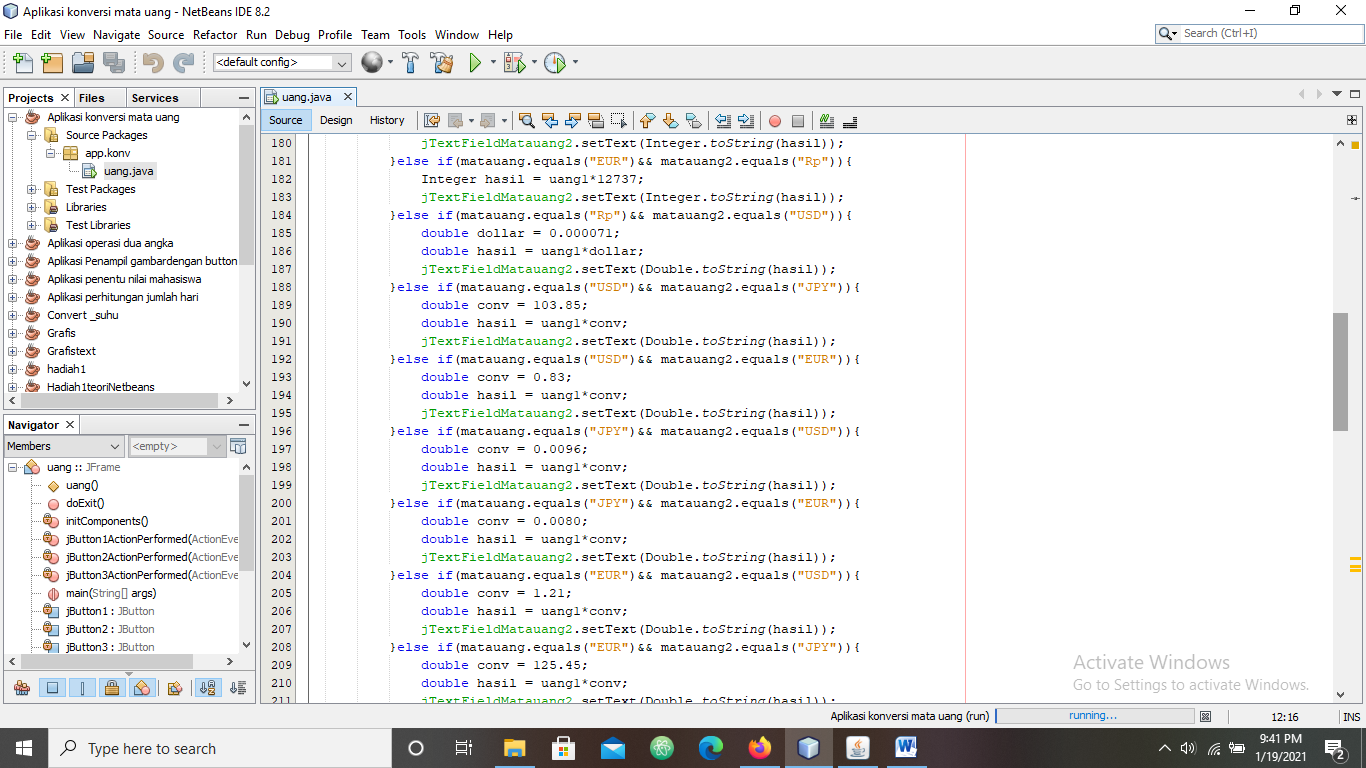 Aplikasi konversi mata uang - NetBeans IDE 8.2
File Edit View Navigate Source Refactor Run Debug Profile Team Tools Window Help
Search (Ctrl+I)
<default config>
Projects Files Services
Aplikasi konversi mata uang
Source Packages
app.konv
uang.java
Test Packages
Libraries
Test Libraries
Aplikasi operasi dua angka
Aplikasi Penampil gambardengan button
Aplikasi penentu nilai mahasiswa
Aplikasi perhitungan jumlah hari
Convert _suhu
Grafis
Grafistext
hadiah1
Hadiah1teoriNetbeans
Navigator
Members <empty>
uang :: JFrame
uang()
doExit()
initComponents()
jButton1ActionPerformed(ActionEve
jButton2ActionPerformed(ActionEve
jButton3ActionPerformed(ActionEve
main(String[] args)
jButton1 : JButton
jButton2 : JButton
jButton3 : JButton
uang.java
Source Design History
180 jTextFieldMatauang2.setText(Integer.toString(hasil));
181 }else if(matauang.equals("EUR")&& matauang2.equals("Rp")){
182 Integer hasil = uang1*12737;
183 jTextFieldMatauang2.setText(Integer.toString(hasil));
184 }else if(matauang.equals("Rp")&& matauang2.equals("USD")){
185 double dollar = 0.000071;
186 double hasil = uang1*dollar;
187 jTextFieldMatauang2.setText(Double.toString(hasil));
188 }else if(matauang.equals("USD")&& matauang2.equals("JPY")){
189 double conv = 103.85;
190 double hasil = uang1*conv;
191 jTextFieldMatauang2.setText(Double.toString(hasil));
192 }else if(matauang.equals("USD")&& matauang2.equals("EUR")){
193 double conv = 0.83;
194 double hasil = uang1*conv;
195 jTextFieldMatauang2.setText(Double.toString(hasil));
196 }else if(matauang.equals("JPY")&& matauang2.equals("USD")){
197 double conv = 0.0096;
198 double hasil = uang1*conv;
199 jTextFieldMatauang2.setText(Double.toString(hasil));
200 }else if(matauang.equals("JPY")&& matauang2.equals("EUR")){
201 double conv = 0.0080;
202 double hasil = uang1*conv;
203 jTextFieldMatauang2.setText(Double.toString(hasil));
204 }else if(matauang.equals("EUR")&& matauang2.equals("USD")){
205 double conv = 1.21;
206 double hasil = uang1*conv;
207 jTextFieldMatauang2.setText(Double.toString(hasil));
208 }else if(matauang.equals("EUR")&& matauang2.equals("JPY")){
209 double conv = 125.45;
210 double hasil = uang1*conv;
211 jTextFieldMatauang2.setText(Double.toString(hasil));
Activate Windows
Go to Settings to activate Windows.
Aplikasi konversi mata uang (run) running... 12:16 INS
Type here to search
9:41 PM
1/19/2021
2